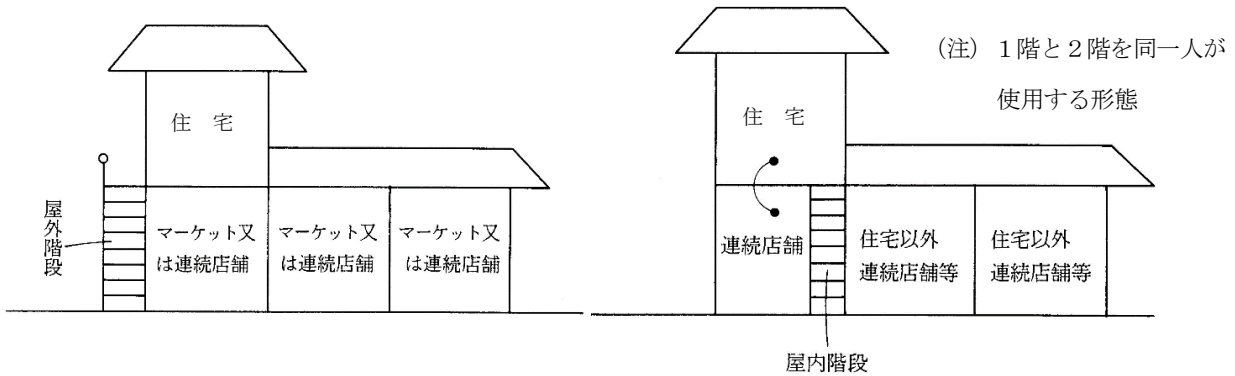 住 宅
屋外階段
マーケット又
は連続店舗
マーケット又
は連続店舗
マーケット又
は連続店舗
(注) 1階と2階を同一人が
使用する形態
住 宅
連続店舗
住宅以外
連続店舗等
住宅以外
連続店舗等
屋内階段